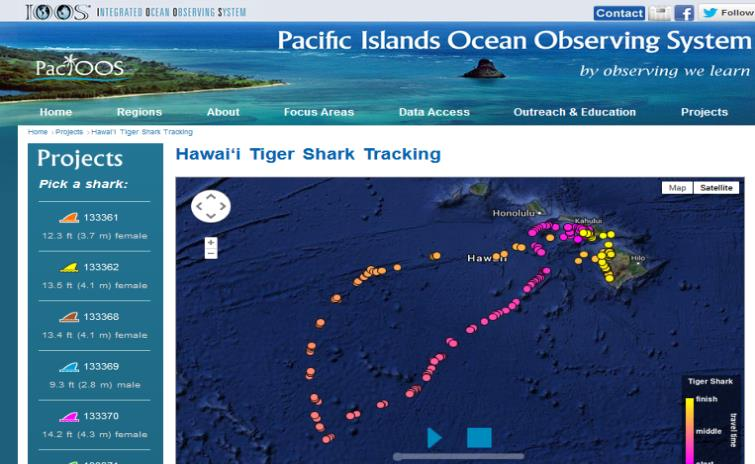 IOOS INTEGRATED OCEAN OBSERVING SYSTEM
Contact
Follow
Pacific Islands Ocean Observing System
PacIOOS
by observing we learn
Home Regions About Focus Areas Data Access Outreach & Education Projects
Home › Projects › Hawaiʻi Tiger Shark Tracking
Projects
Pick a shark:
133361
12.3 ft (3.7 m) female
133362
13.5 ft (4.1 m) female
133368
13.4 ft (4.1 m) female
133369
9.3 ft (2.8 m) male
133370
14.2 ft (4.3 m) female
Hawaiʻi Tiger Shark Tracking
Map Satellite
Honolulu
Kahului
Hilo
Tiger Shark
finish
middle
start
travel time